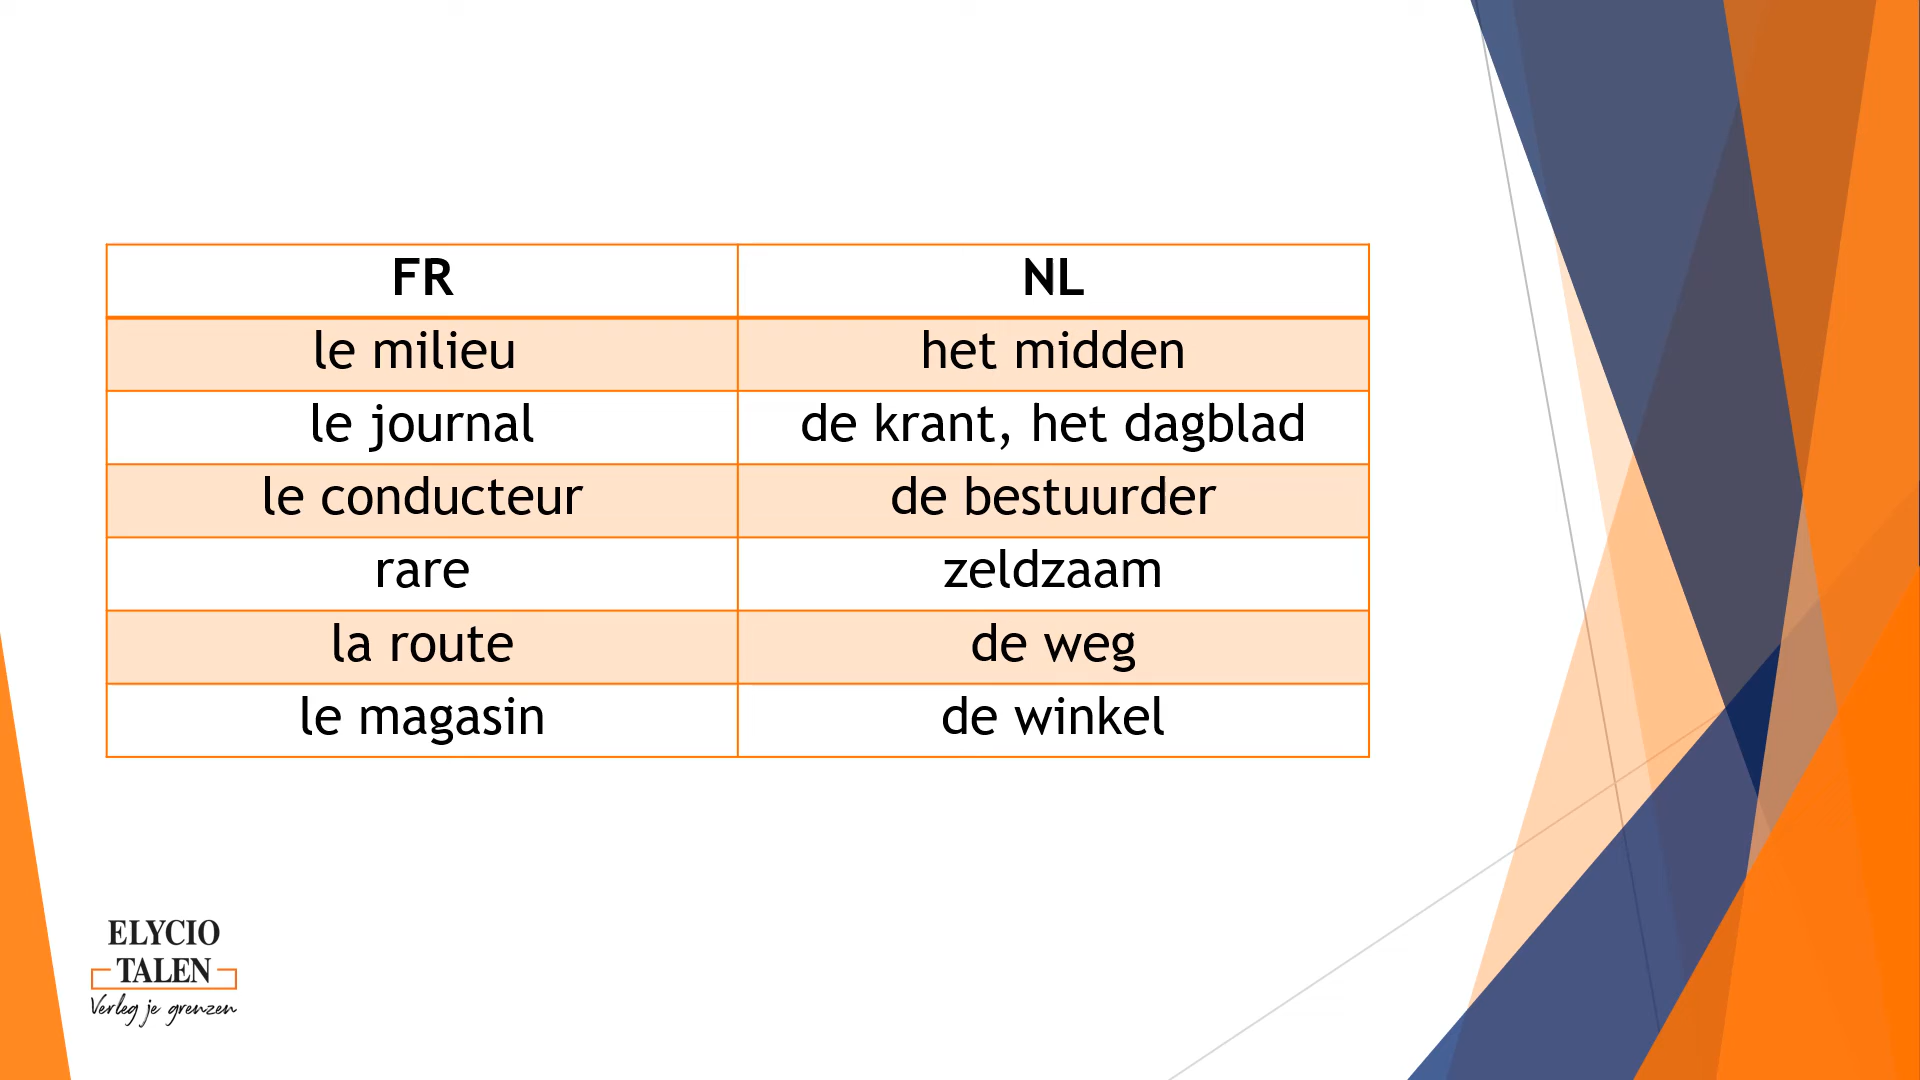 FR NL
le milieu het midden
le journal de krant, het dagblad
le conducteur de bestuurder
rare zeldzaam
la route de weg
le magasin de winkel
ELYCIO
TALEN
Verleg je grenzen